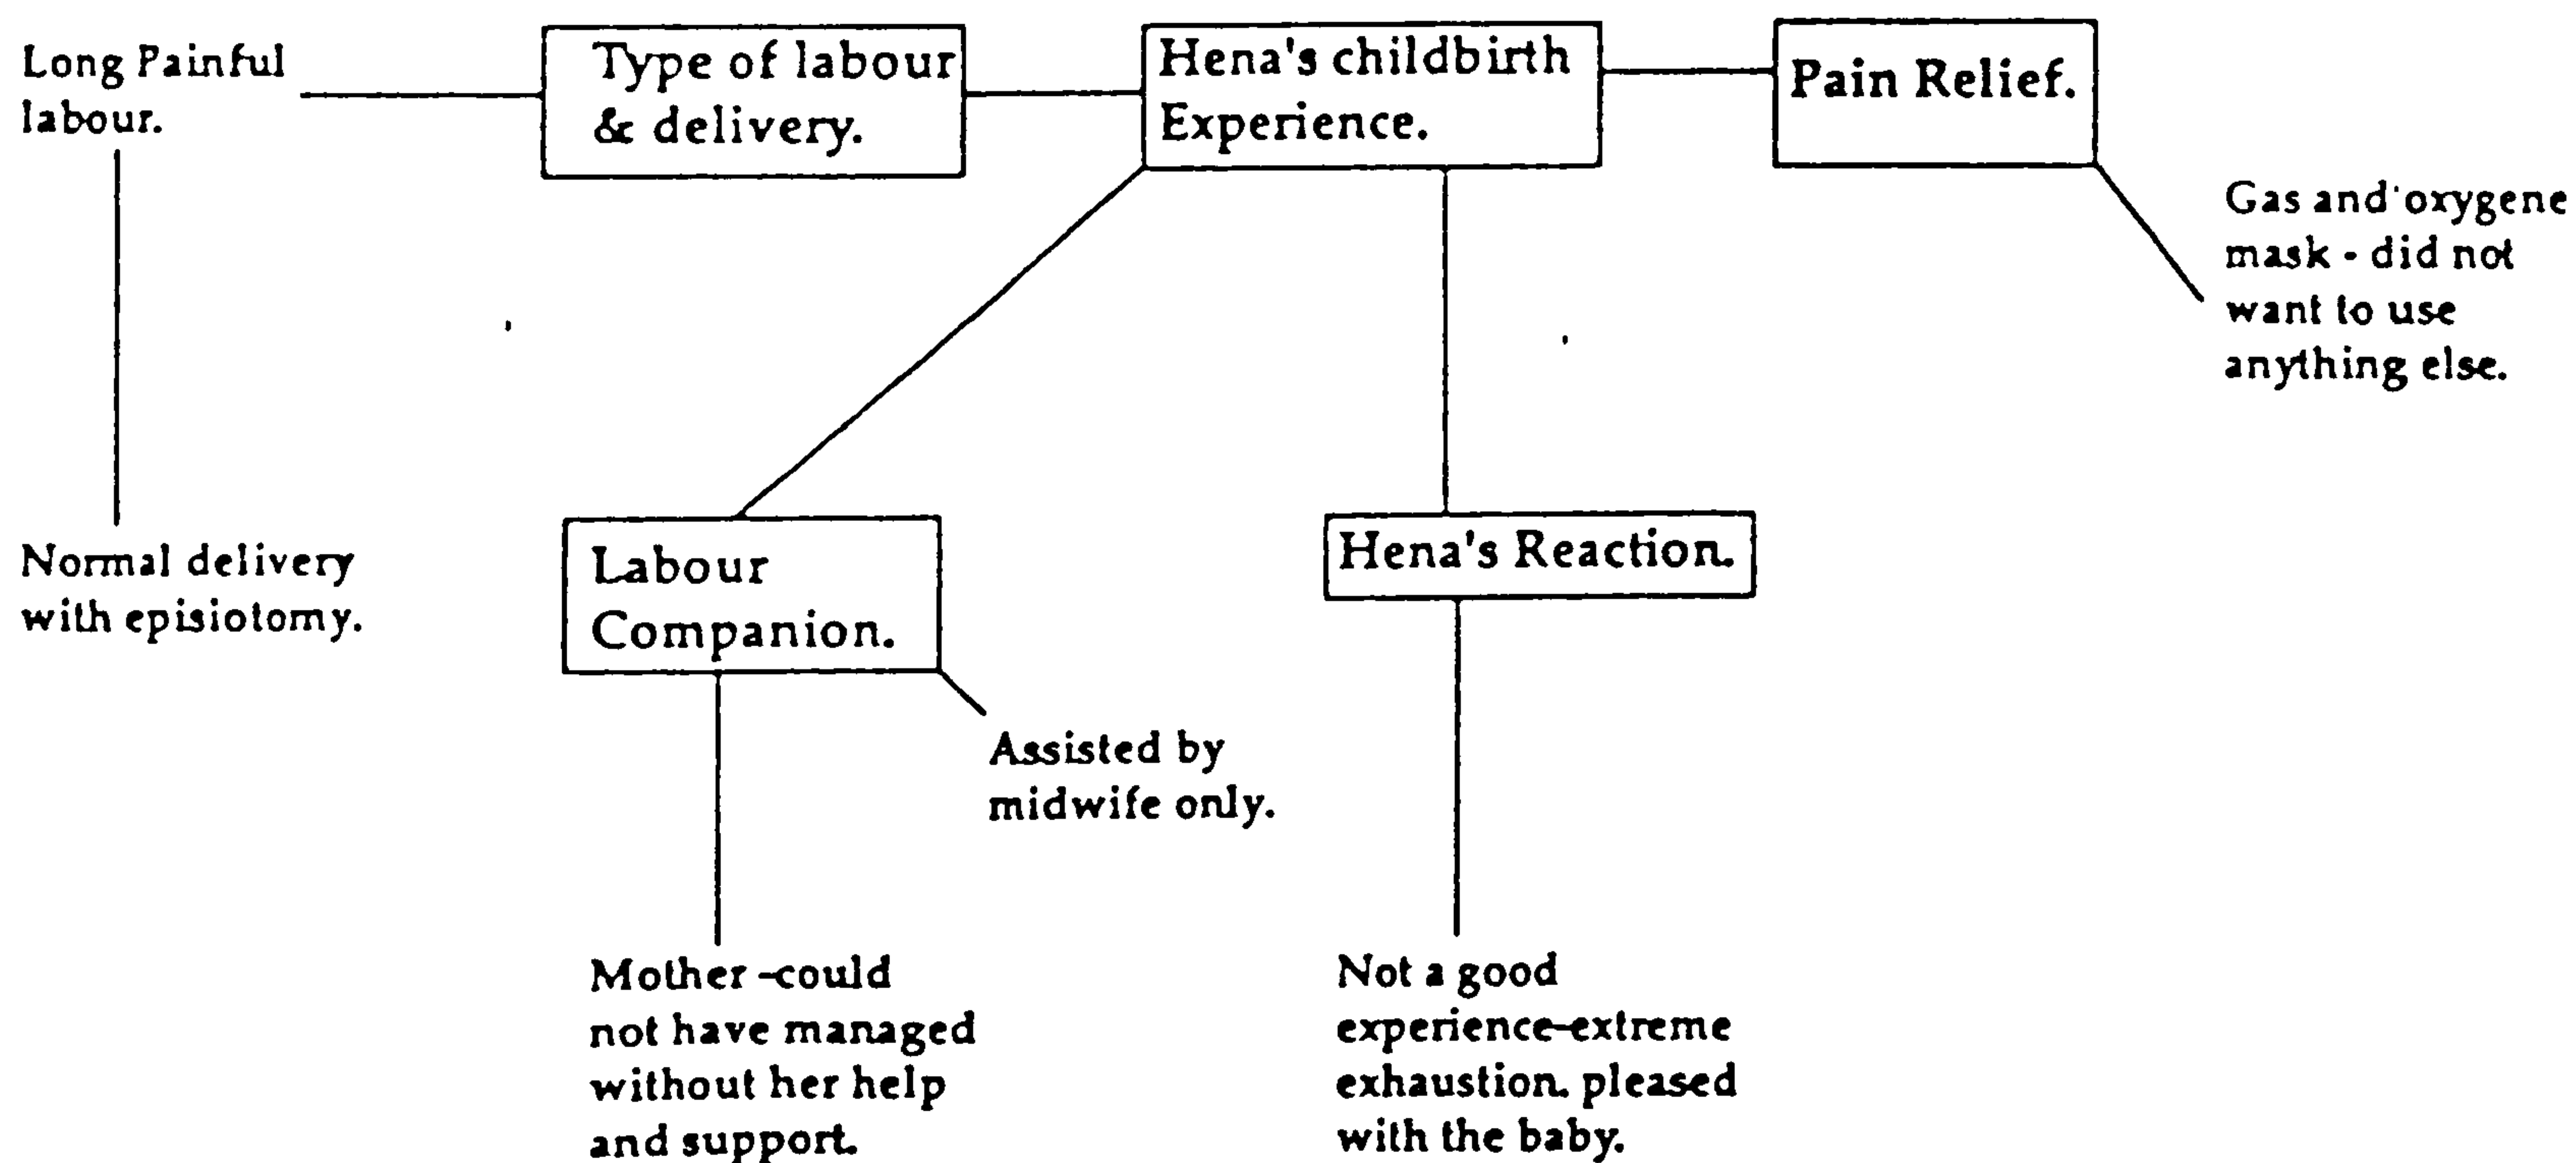 Long Painful
labour.
Type of labour
& delivery.
Hena's childbirth
Experience.
Pain Relief.
Gas and oxygene
mask - did not
want to use
anything else.
Normal delivery
with episiotomy.
Labour
Companion.
Hena's Reaction.
Assisted by
midwife only.
Mother -could
not have managed
without her help
and support.
Not a good
experience-extreme
exhaustion. pleased
with the baby.